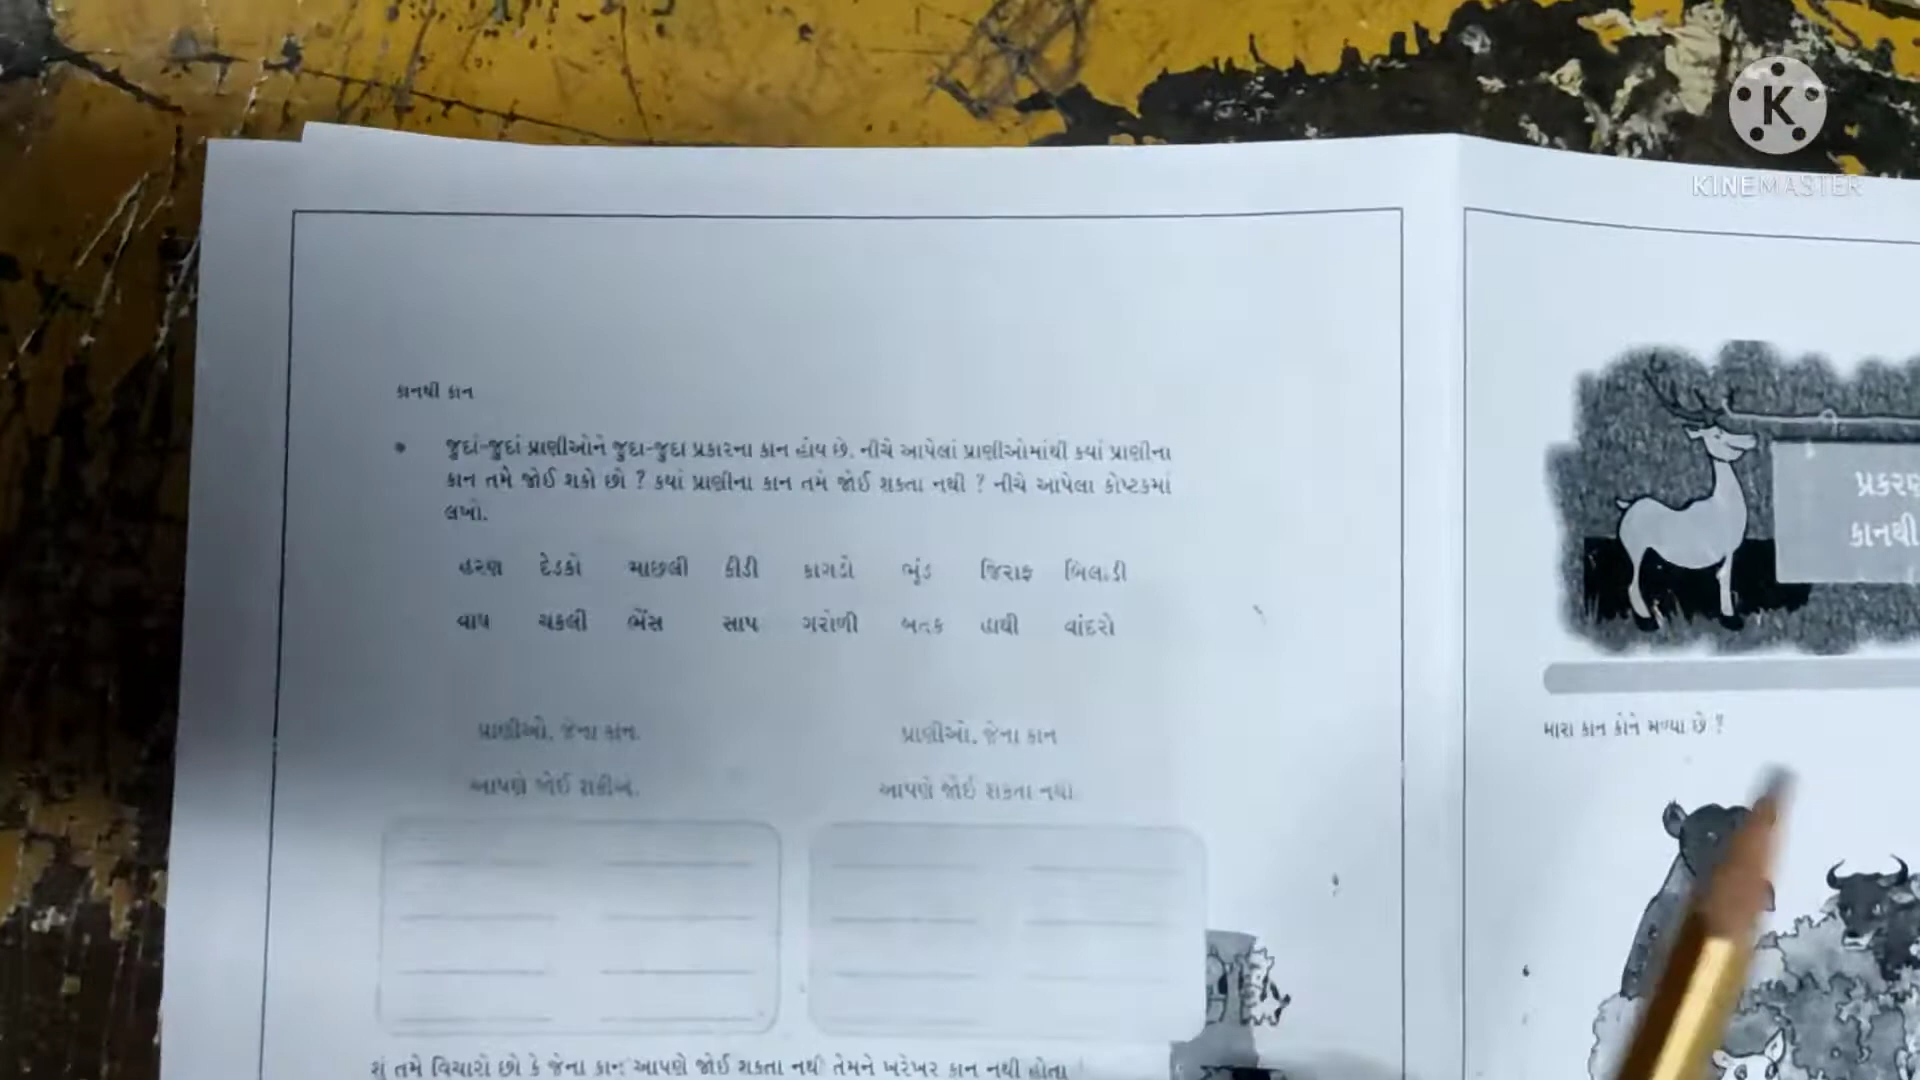 KINEMASTER
કાનથી કાન
• જુદાં-જુદાં પ્રાણીઓને જુદા-જુદા પ્રકારના કાન હોય છે. નીચે આપેલાં પ્રાણીઓમાંથી કયાં પ્રાણીના
કાન તમે જોઈ શકો છો ? કયાં પ્રાણીના કાન તમે જોઈ શકતા નથી ? નીચે આપેલા કોષ્ટકમાં
લખો.
હરણ દેડકો માછલી કીડી કાગડો ભૂંડ જિરાફ બિલાડી
વાઘ ચકલી ભેંસ સાપ ગરોળી બતક હાથી વાંદરો
પ્રાણીઓ, જેના કાન
આપણે જોઈ શકીએ.
પ્રાણીઓ, જેના કાન
આપણે જોઈ શકતા નથી
શું તમે વિચારો છો કે જેના કાન આપણે જોઈ શકતા નથી તેમને ખરેખર કાન નથી હોતા
પ્રકરણ
કાનથી
મારા કાન કોને મળ્યા છે ?